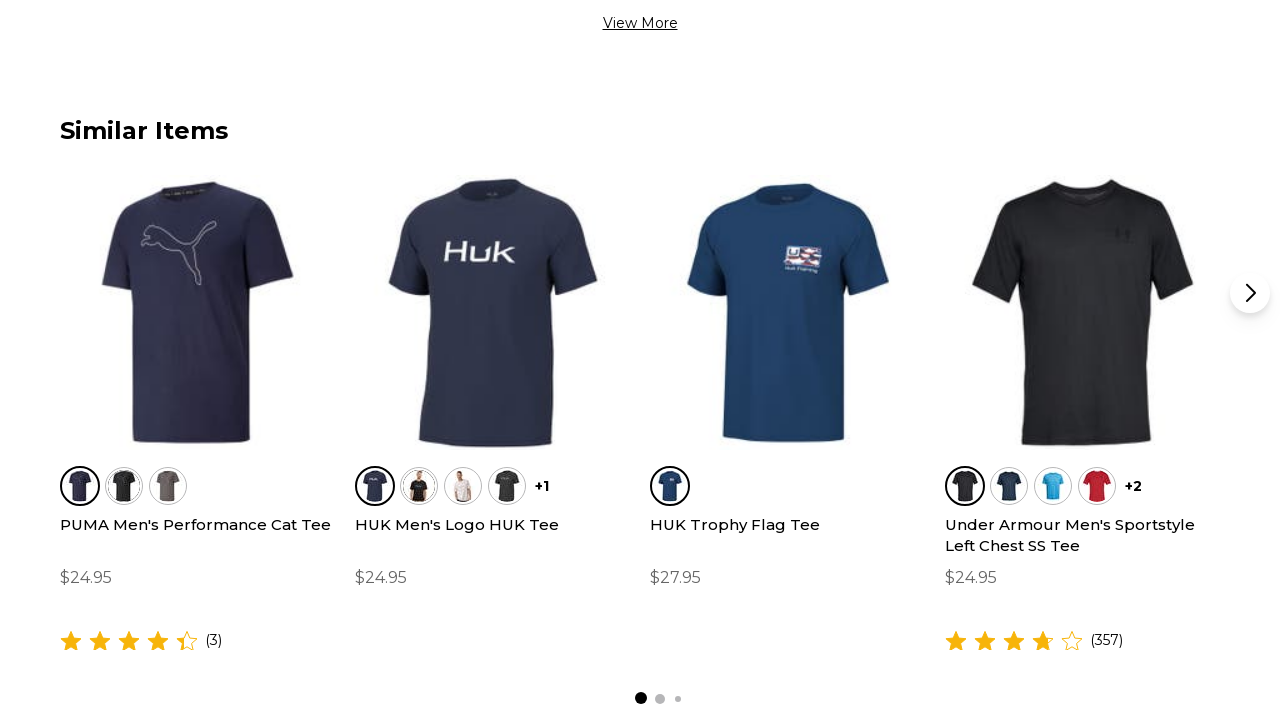 View More
Similar Items
Huk
Huk Fishing
+1
+2
PUMA Men's Performance Cat Tee
HUK Men's Logo HUK Tee
HUK Trophy Flag Tee
Under Armour Men's Sportstyle
Left Chest SS Tee
$24.95
$24.95
$27.95
$24.95
(3)
(357)